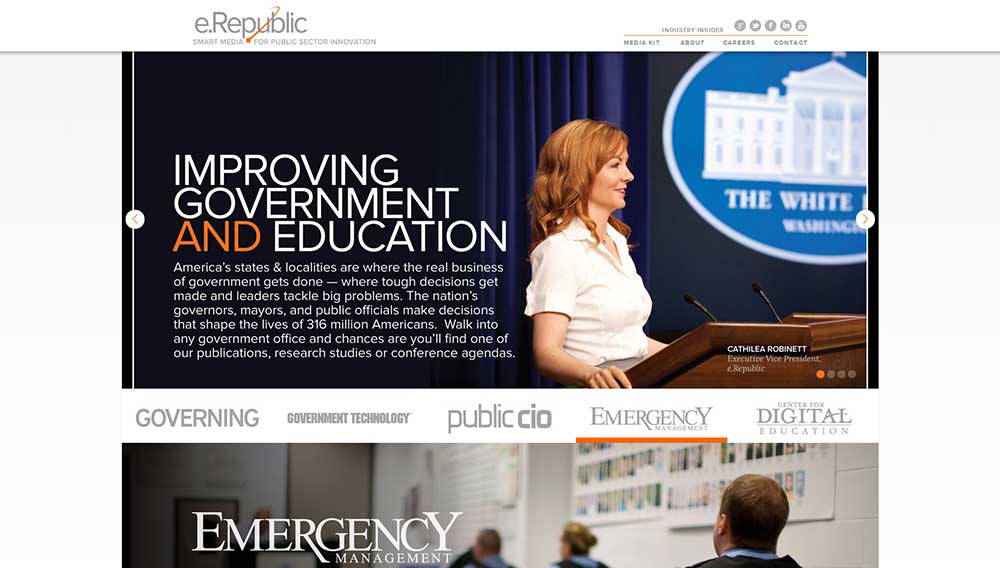 e.Republic
SMART MEDIA FOR PUBLIC SECTOR INNOVATION
INDUSTRY INSIDER
MEDIA KIT ABOUT CAREERS CONTACT
IMPROVING
GOVERNMENT
AND EDUCATION
America's states & localities are where the real business
of government gets done — where tough decisions get
made and leaders tackle big problems. The nation's
governors, mayors, and public officials make decisions
that shape the lives of 316 million Americans. Walk into
any government office and chances are you'll find one of
our publications, research studies or conference agendas.
THE WHITE
WASHING
CATHILEA ROBINETT
Executive Vice President,
e.Republic
GOVERNING
GOVERNMENT TECHNOLOGY
public cio
EMERGENCY
MANAGEMENT
CENTER FOR
DIGITAL
EDUCATION
EMERGENCY
MANAGEMENT